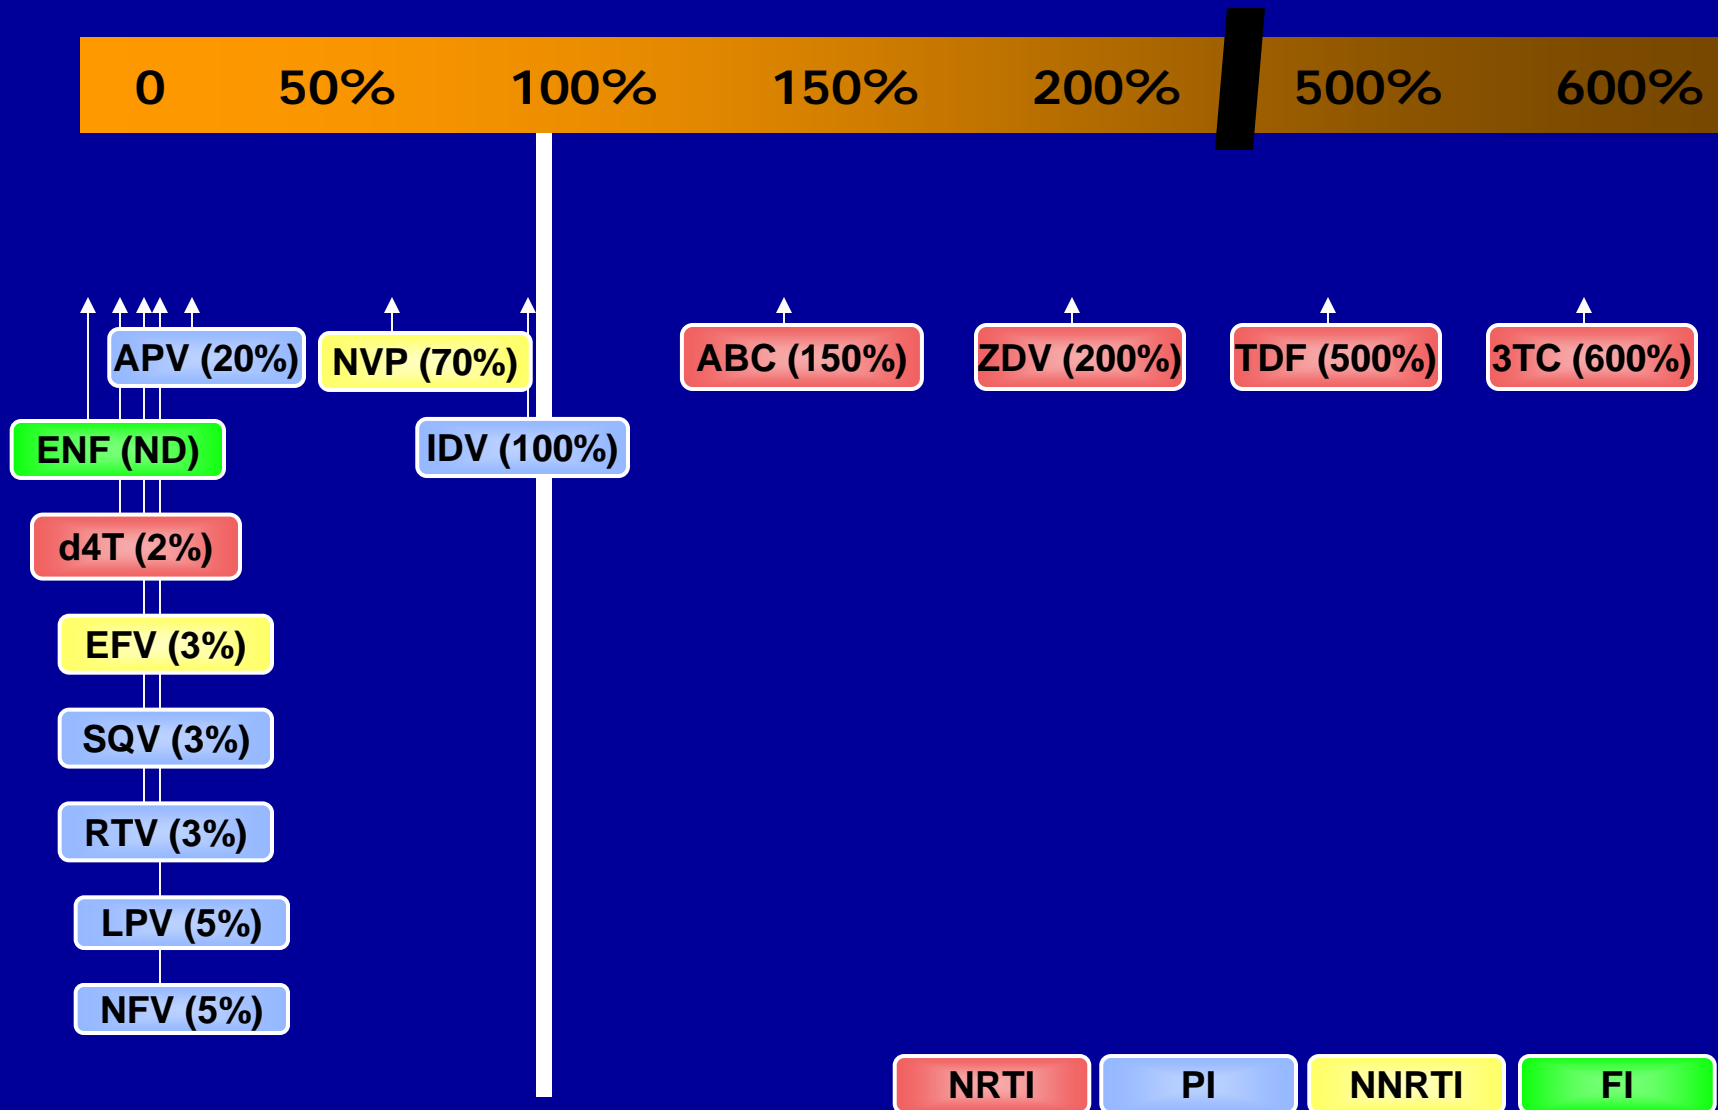 0 50% 100% 150% 200% 500% 600%
APV (20%) NVP (70%) ABC (150%) ZDV (200%) TDF (500%) 3TC (600%)
ENF (ND) IDV (100%)
d4T (2%)
EFV (3%)
SQV (3%)
RTV (3%)
LPV (5%)
NFV (5%)
NRTI PI NNRTI FI